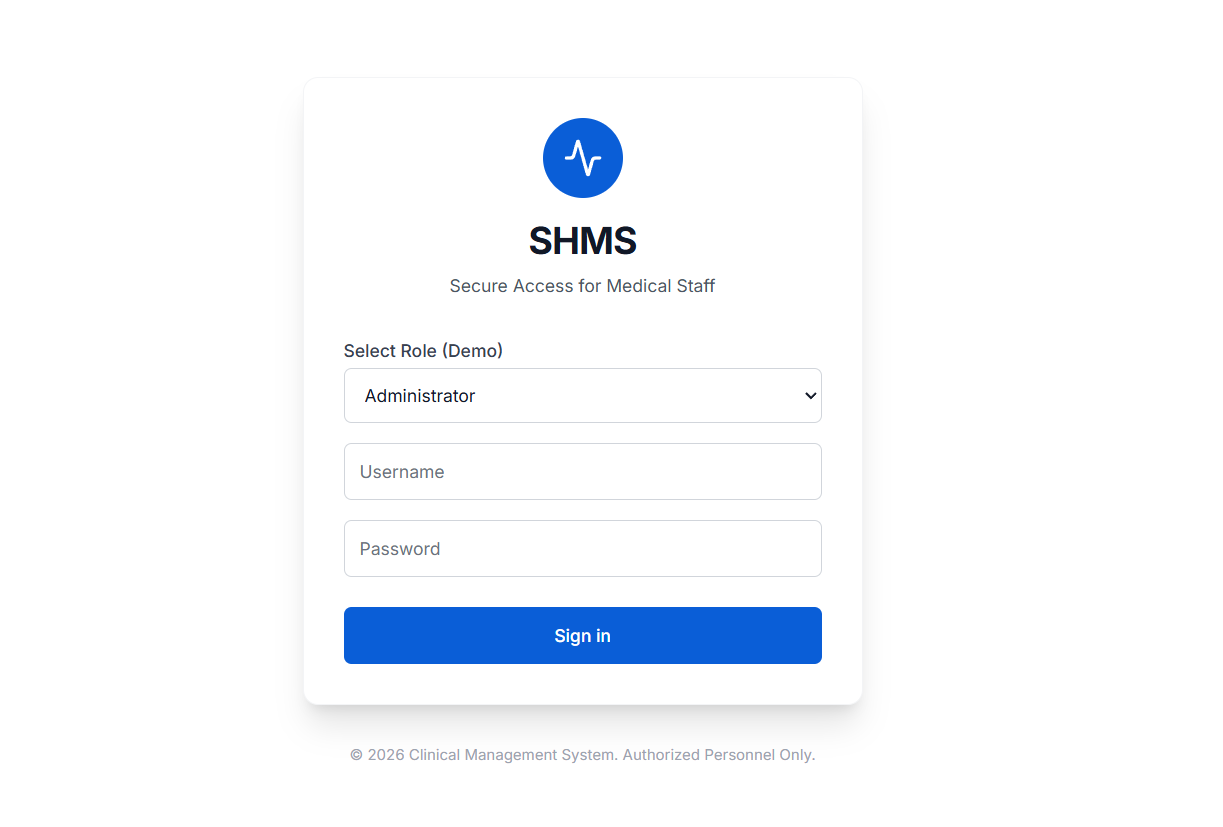 SHMS
Secure Access for Medical Staff
Select Role (Demo)
Administrator
Username
Password
Sign in
© 2026 Clinical Management System. Authorized Personnel Only.